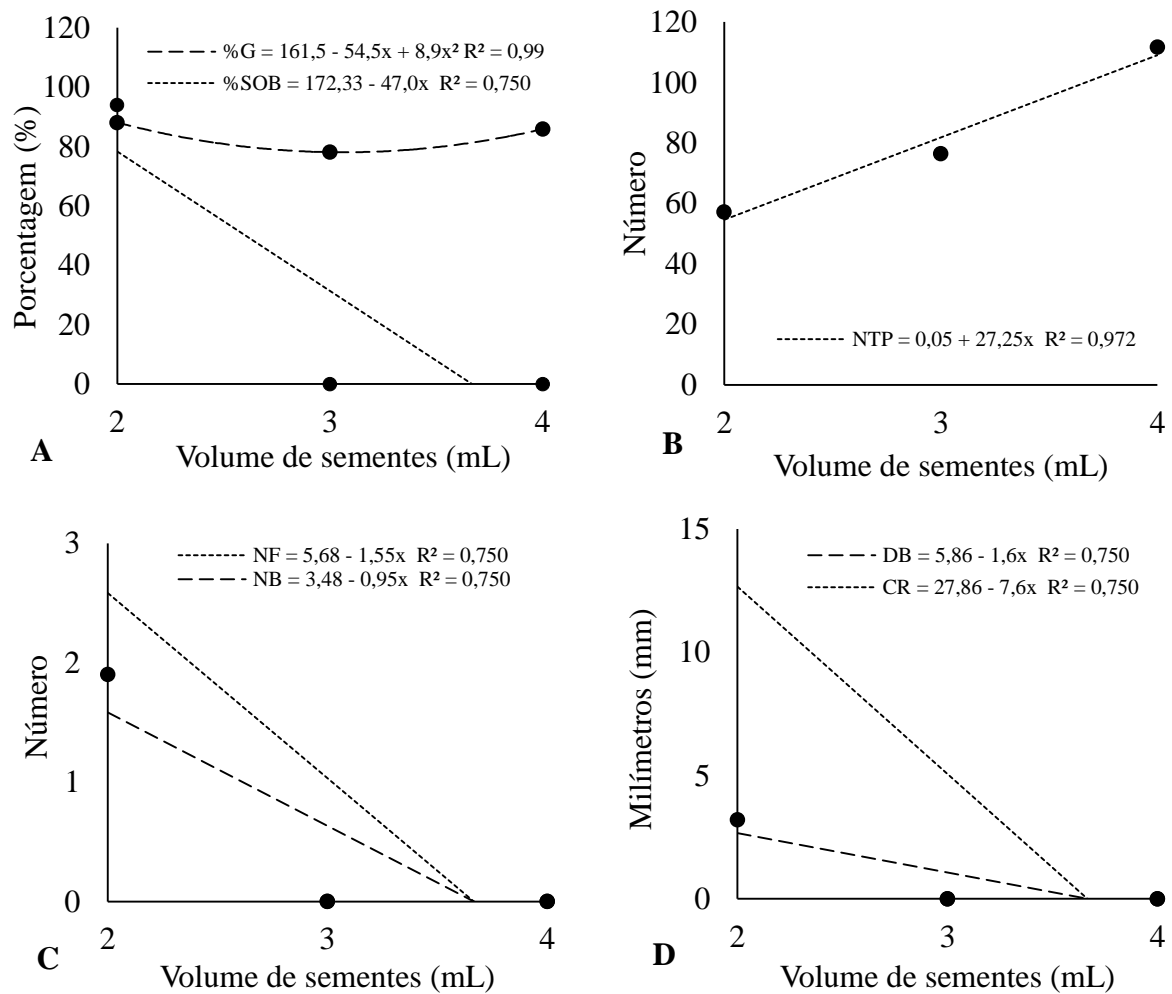 120
100
80
60
40
20
0
Porcentagem (%)
%G = 161,5 - 54,5x + 8,9x² R² = 0,99
%SOB = 172,33 - 47,0x R² = 0,750
2 3 4
A
Volume de sementes (mL)
120
100
80
60
40
20
0
Número
NTP = 0,05 + 27,25x R² = 0,972
2 3 4
B
Volume de sementes (mL)
3
2
1
0
Número
NF = 5,68 - 1,55x R² = 0,750
NB = 3,48 - 0,95x R² = 0,750
2 3 4
C
Volume de sementes (mL)
15
10
5
0
Milímetros (mm)
DB = 5,86 - 1,6x R² = 0,750
CR = 27,86 - 7,6x R² = 0,750
2 3 4
D
Volume de sementes (mL)